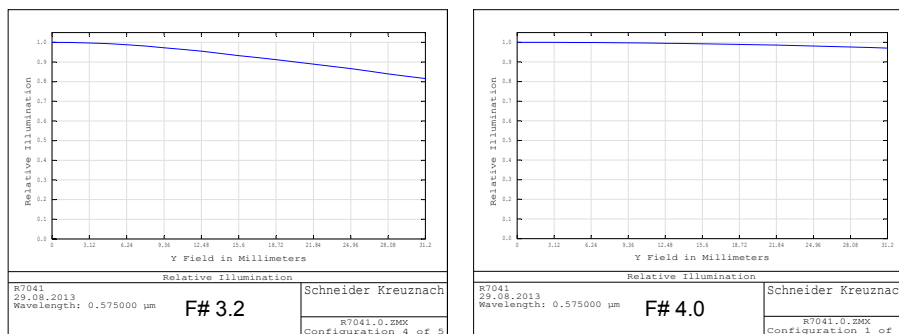 Relative Illumination
1.0
0.9
0.8
0.7
0.6
0.5
0.4
0.3
0.2
0.1
0.0
0 3.12 6.24 9.36 12.48 15.6 18.72 21.84 24.96 28.08 31.2
Y Field in Millimeters
Relative Illumination
R7041
29.08.2013
Wavelength: 0.575000 µm
F# 3.2
Schneider Kreuznach
R7041.0.ZMX
Configuration 4 of 5
Relative Illumination
1.0
0.9
0.8
0.7
0.6
0.5
0.4
0.3
0.2
0.1
0.0
0 3.12 6.24 9.36 12.48 15.6 18.72 21.84 24.96 28.08 31.2
Y Field in Millimeters
Relative Illumination
R7041
29.08.2013
Wavelength: 0.575000 µm
F# 4.0
Schneider Kreuznach
R7041.0.ZMX
Configuration 1 of